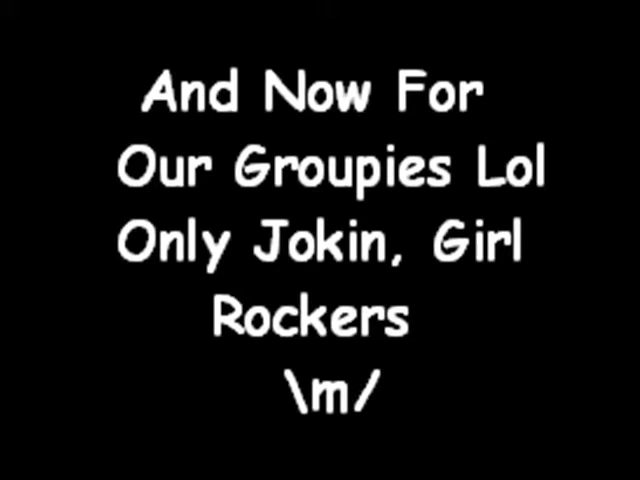 And Now For
Our Groupies Lol
Only Jokin, Girl
Rockers
\m/